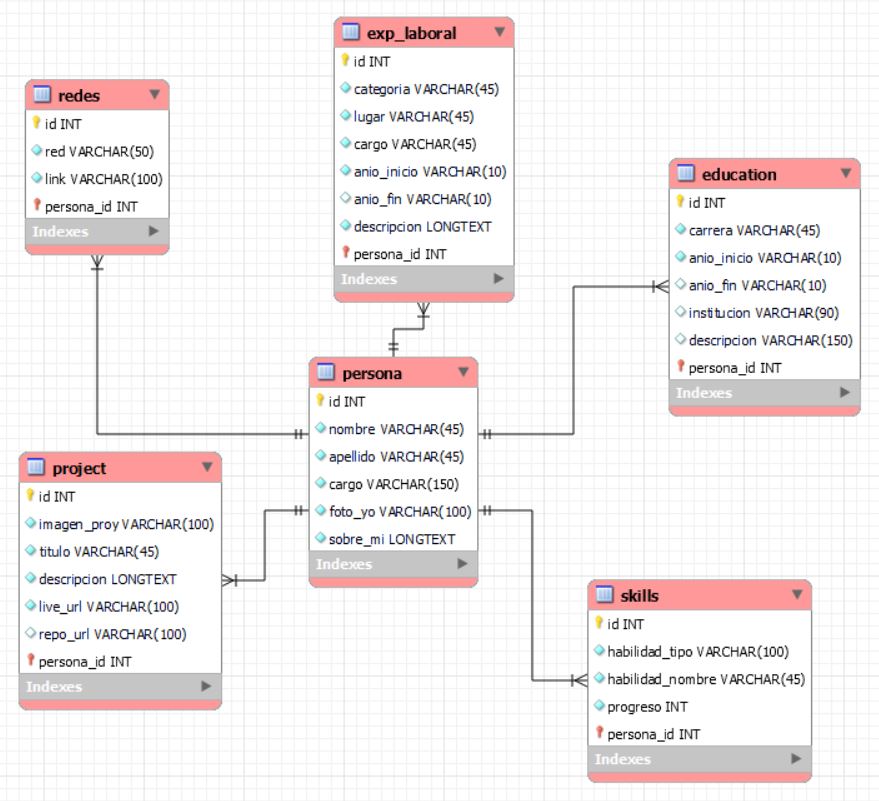 exp_laboral
id INT
categoria VARCHAR(45)
lugar VARCHAR(45)
cargo VARCHAR(45)
anio_inicio VARCHAR(10)
anio_fin VARCHAR(10)
descripcion LONGTEXT
persona_id INT
Indexes
redes
id INT
red VARCHAR(50)
link VARCHAR(100)
persona_id INT
Indexes
education
id INT
carrera VARCHAR(45)
anio_inicio VARCHAR(10)
anio_fin VARCHAR(10)
institucion VARCHAR(90)
descripcion VARCHAR(150)
persona_id INT
Indexes
persona
id INT
nombre VARCHAR(45)
apellido VARCHAR(45)
cargo VARCHAR(150)
foto_yo VARCHAR(100)
sobre_mi LONGTEXT
Indexes
project
id INT
imagen_proy VARCHAR(100)
titulo VARCHAR(45)
descripcion LONGTEXT
live_url VARCHAR(100)
repo_url VARCHAR(100)
persona_id INT
Indexes
skills
id INT
habilidad_tipo VARCHAR(100)
habilidad_nombre VARCHAR(45)
progreso INT
persona_id INT
Indexes